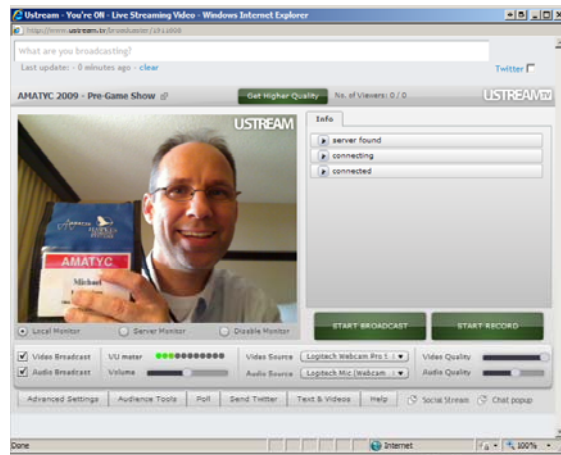 Ustream - You're ON - Live Streaming Video - Windows Internet Explorer
What are you broadcasting?
Last update: - 0 minutes ago - clear
Twitter
AMATYC 2009 - Pre-Game Show
Get Higher Quality
No. of Viewers: 0 / 0
USTREAM TV
USTREAM
Info
server found
connecting
connected
AMATYC
Michael
Local Monitor
Server Monitor
Disable Monitor
START BROADCAST
START RECORD
Video Broadcast
VU meter
Video Source
Logitech Webcam Pro
Video Quality
Audio Broadcast
Volume
Audio Source
Logitech Mic (Webcam
Audio Quality
Advanced Settings
Audience Tools
Poll
Send Twitter
Text & Videos
Help
Social Stream
Chat popup
Done
Internet
100%